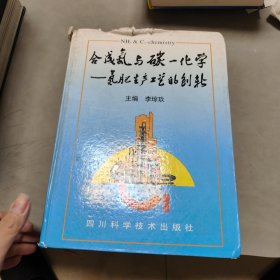 NH₃ & C₁-chemistry
合成氨与碳一化学
—氮肥生产工艺的创新
主编 李琼玖
四川科学技术出版社